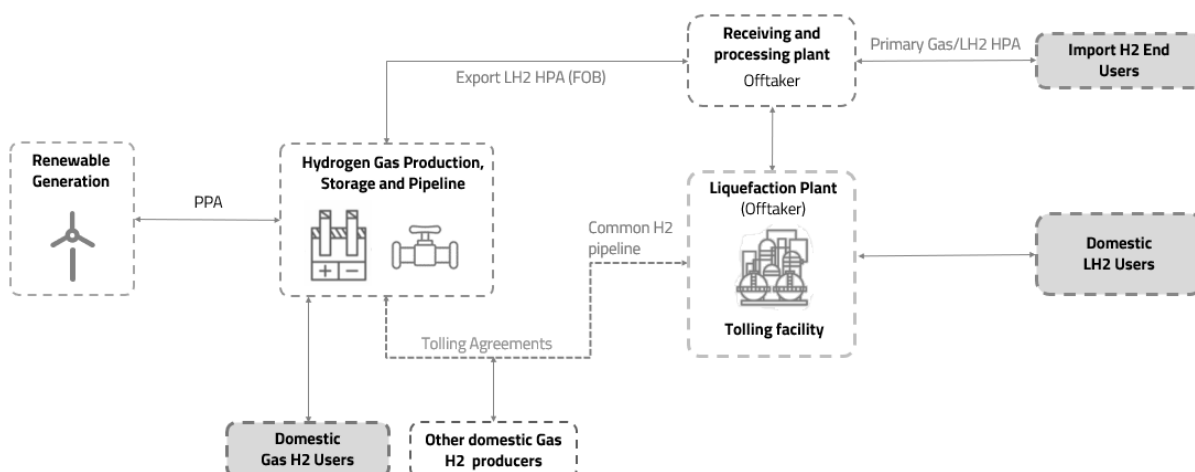 Receiving and
processing plant
Offtaker
Primary Gas/LH2 HPA
Import H2 End
Users
Export LH2 HPA (FOB)
Renewable
Generation
PPA
Hydrogen Gas Production,
Storage and Pipeline
+ −
Common H2
pipeline
Liquefaction Plant
(Offtaker)
Tolling facility
Domestic
LH2 Users
Tolling Agreements
Domestic
Gas H2 Users
Other domestic Gas
H2 producers